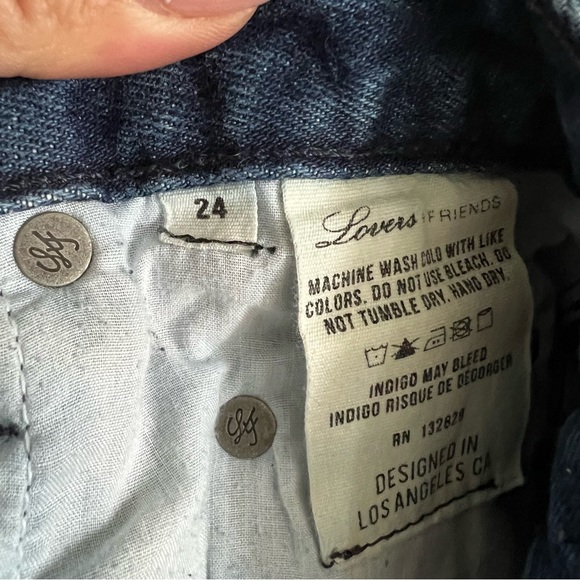 24
Lovers + FRIENDS
MACHINE WASH COLD WITH LIKE
COLORS. DO NOT USE BLEACH. DO
NOT TUMBLE DRY. HAND DRY.
INDIGO MAY BLEED
INDIGO RISQUE DE DÉGORGER
RN 132828
DESIGNED IN
LOS ANGELES CA
L+F
L+F